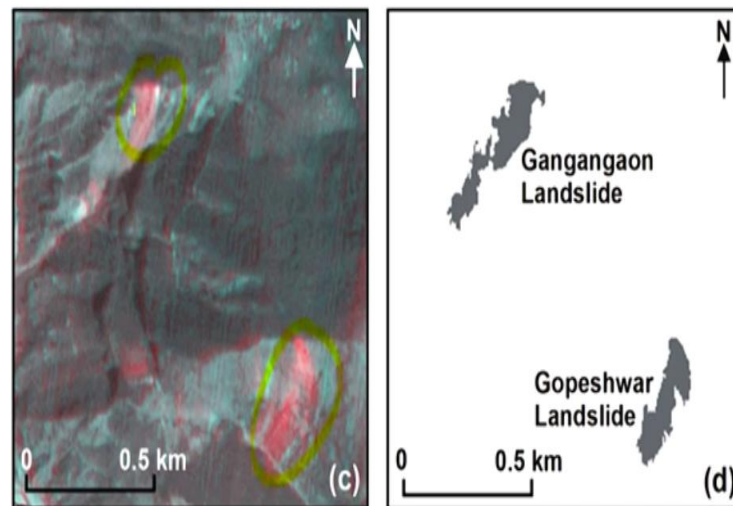 N
0 0.5 km
(c)
N
Gangangaon
Landslide
Gopeshwar
Landslide
0 0.5 km
(d)